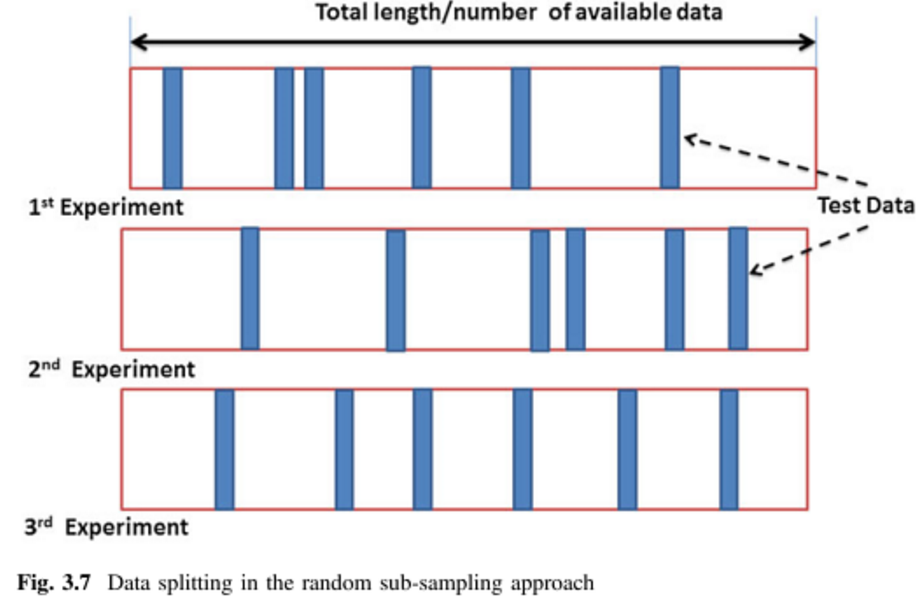 Total length/number of available data
1st Experiment
Test Data
2nd Experiment
3rd Experiment
Fig. 3.7 Data splitting in the random sub-sampling approach